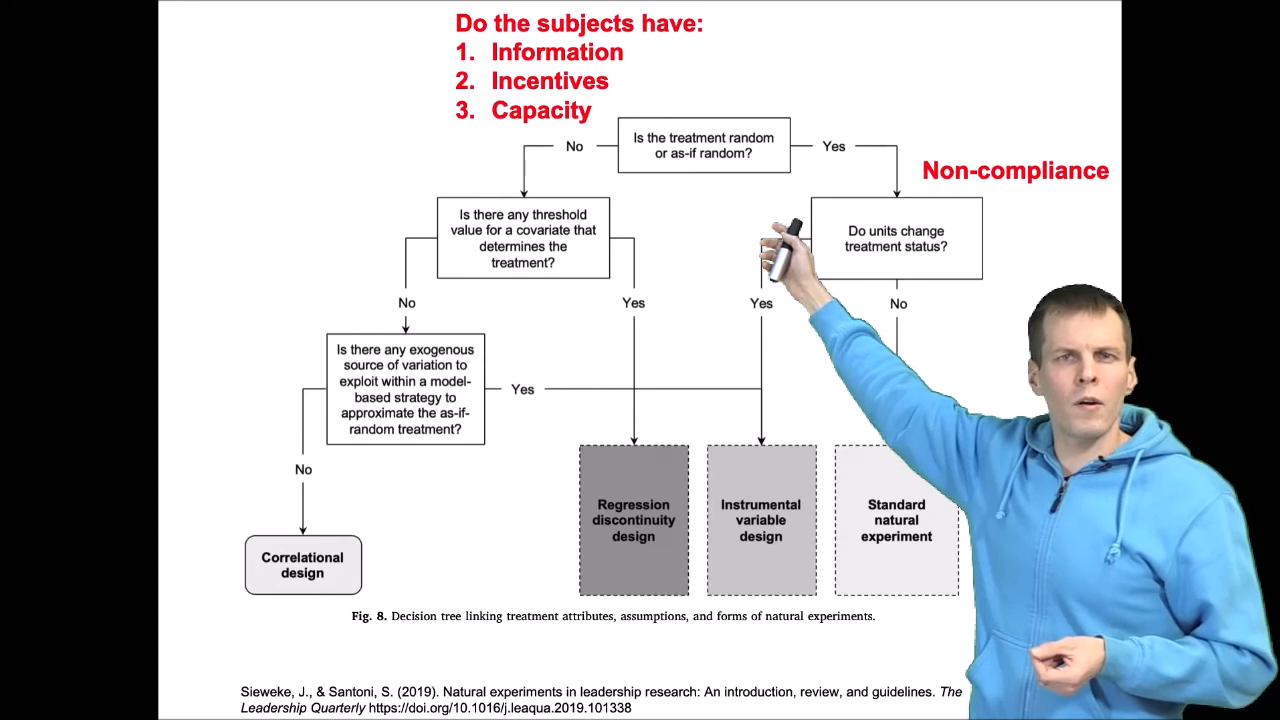 Do the subjects have:
1. Information
2. Incentives
3. Capacity
Is the treatment random
or as-if random?
No
Yes
Non-compliance
Is there any threshold
value for a covariate that
determines the
treatment?
Do units change
treatment status?
No
Yes
Yes
No
Is there any exogenous
source of variation to
exploit within a model-
based strategy to
approximate the as-if-
random treatment?
Yes
No
Regression
discontinuity
design
Instrumental
variable
design
Standard
natural
experiment
Correlational
design
Fig. 8. Decision tree linking treatment attributes, assumptions, and forms of natural experiments.
Sieweke, J., & Santoni, S. (2019). Natural experiments in leadership research: An introduction, review, and guidelines. The
Leadership Quarterly https://doi.org/10.1016/j.leaqua.2019.101338